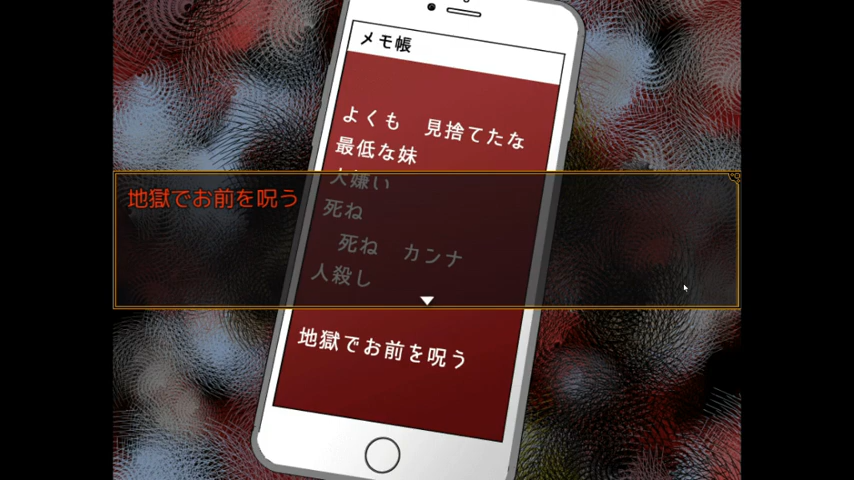 メモ帳
よくも　見捨てたな
最低な妹
大嫌い
死ね
死ね　カンナ
人殺し
地獄でお前を呪う
地獄でお前を呪う